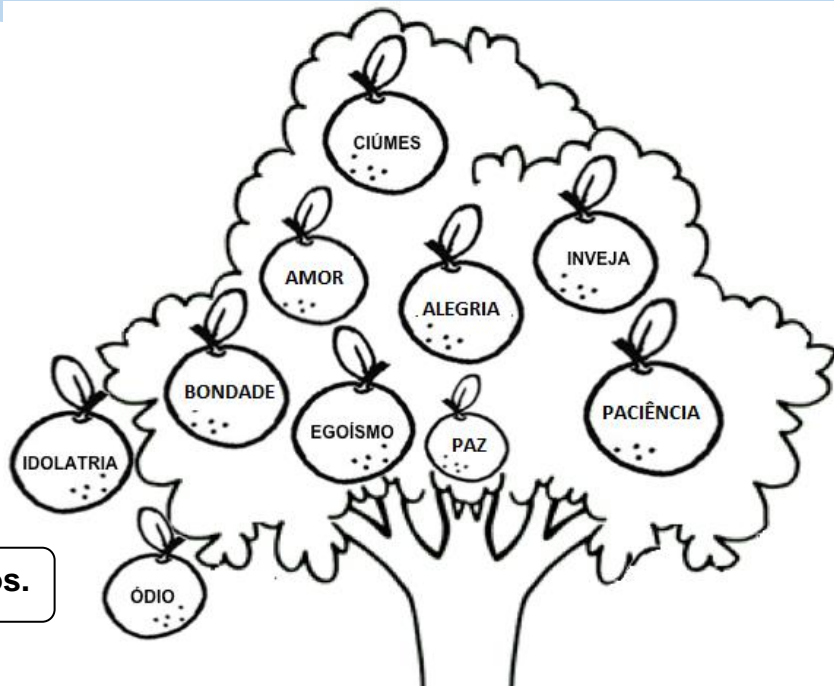 CIÚMES
INVEJA
AMOR
ALEGRIA
BONDADE
PACIÊNCIA
EGOÍSMO
PAZ
IDOLATRIA
os.
ÓDIO